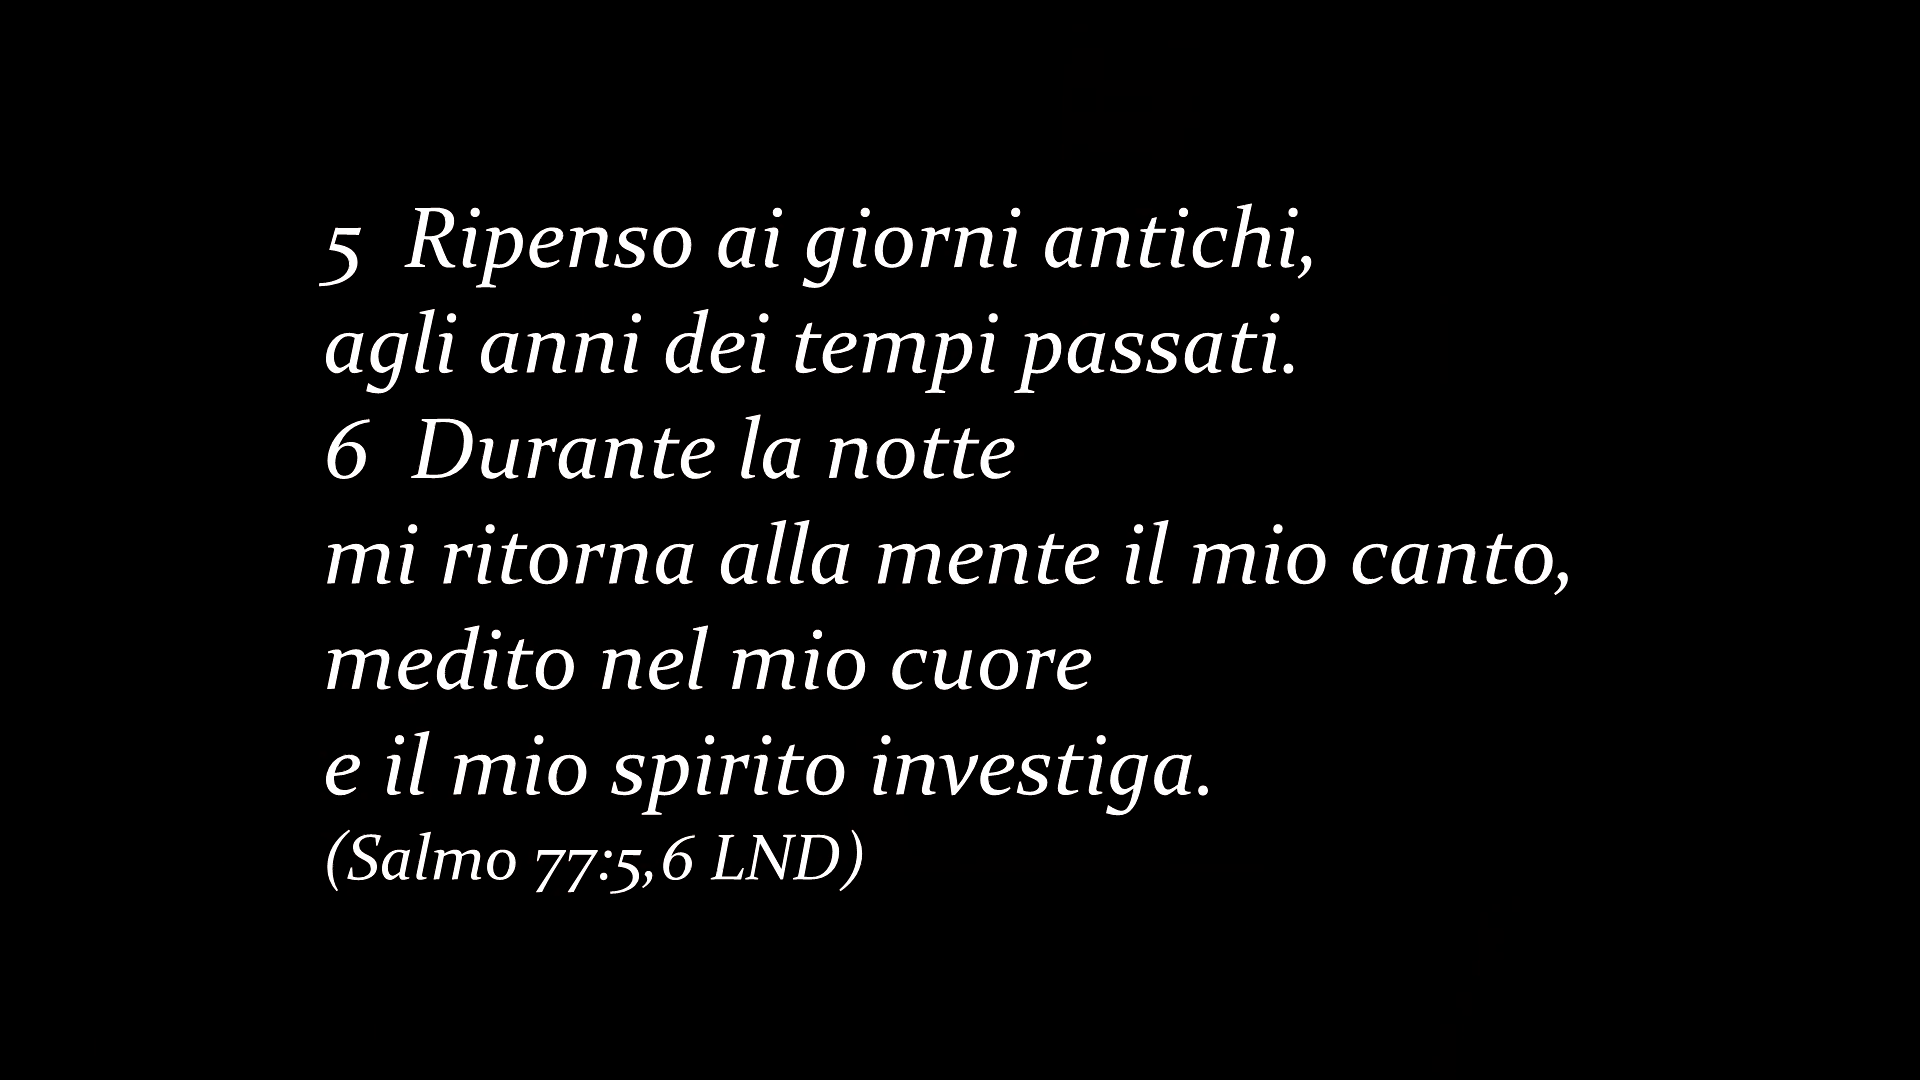 5 Ripenso ai giorni antichi,
agli anni dei tempi passati.
6 Durante la notte
mi ritorna alla mente il mio canto,
medito nel mio cuore
e il mio spirito investiga.
(Salmo 77:5,6 LND)